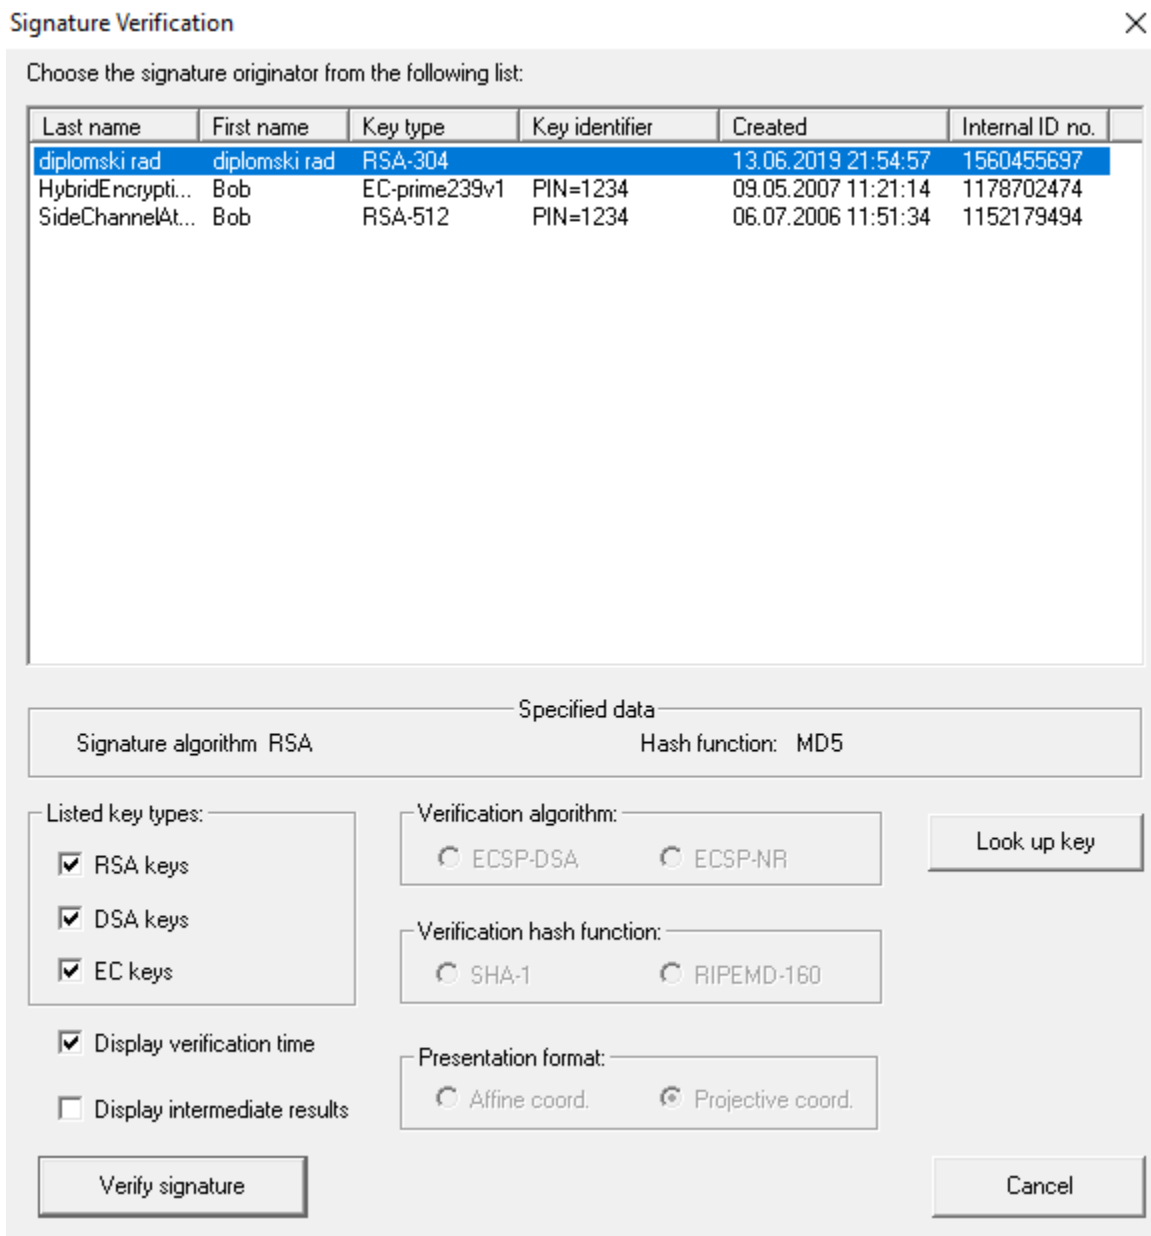 Signature Verification
Choose the signature originator from the following list:
Last name First name Key type Key identifier Created Internal ID no.
diplomski rad diplomski rad RSA-304 13.06.2019 21:54:57 1560455697
HybridEncrypti... Bob EC-prime239v1 PIN=1234 09.05.2007 11:21:14 1178702474
SideChannelAt... Bob RSA-512 PIN=1234 06.07.2006 11:51:34 1152179494
Specified data
Signature algorithm RSA Hash function: MD5
Listed key types:
RSA keys
DSA keys
EC keys
Verification algorithm:
ECSP-DSA ECSP-NR
Look up key
Verification hash function:
SHA-1 RIPEMD-160
Display verification time
Display intermediate results
Presentation format:
Affine coord. Projective coord.
Verify signature
Cancel